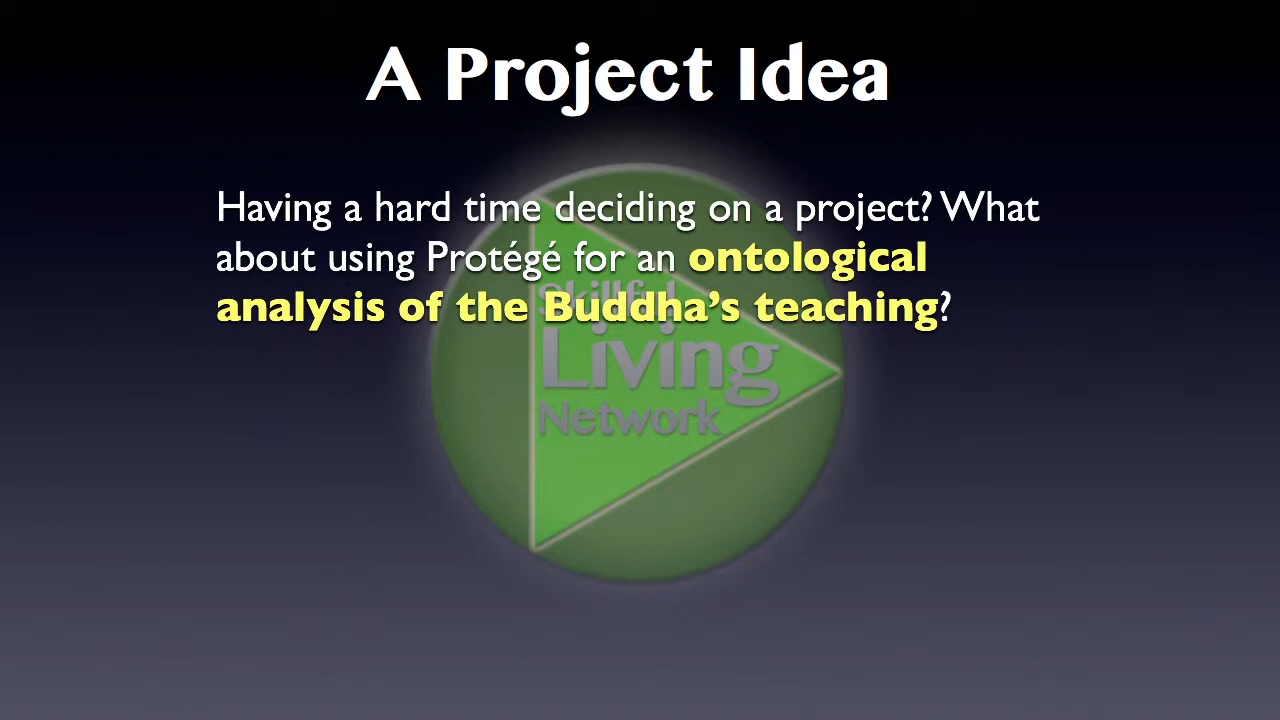 A Project Idea
Having a hard time deciding on a project? What
about using Protégé for an ontological
analysis of the Buddha’s teaching?
Skillful
Living
Network